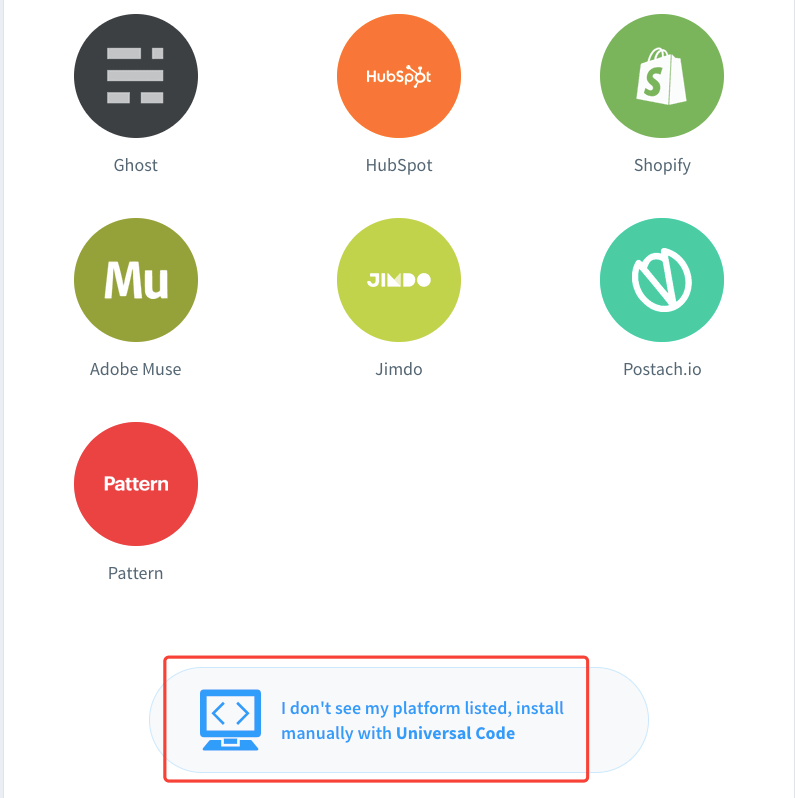 HubSpot
S
Ghost
HubSpot
Shopify
Mu
JIMDO
Adobe Muse
Jimdo
Postach.io
Pattern
Pattern
I don't see my platform listed, install
manually with Universal Code